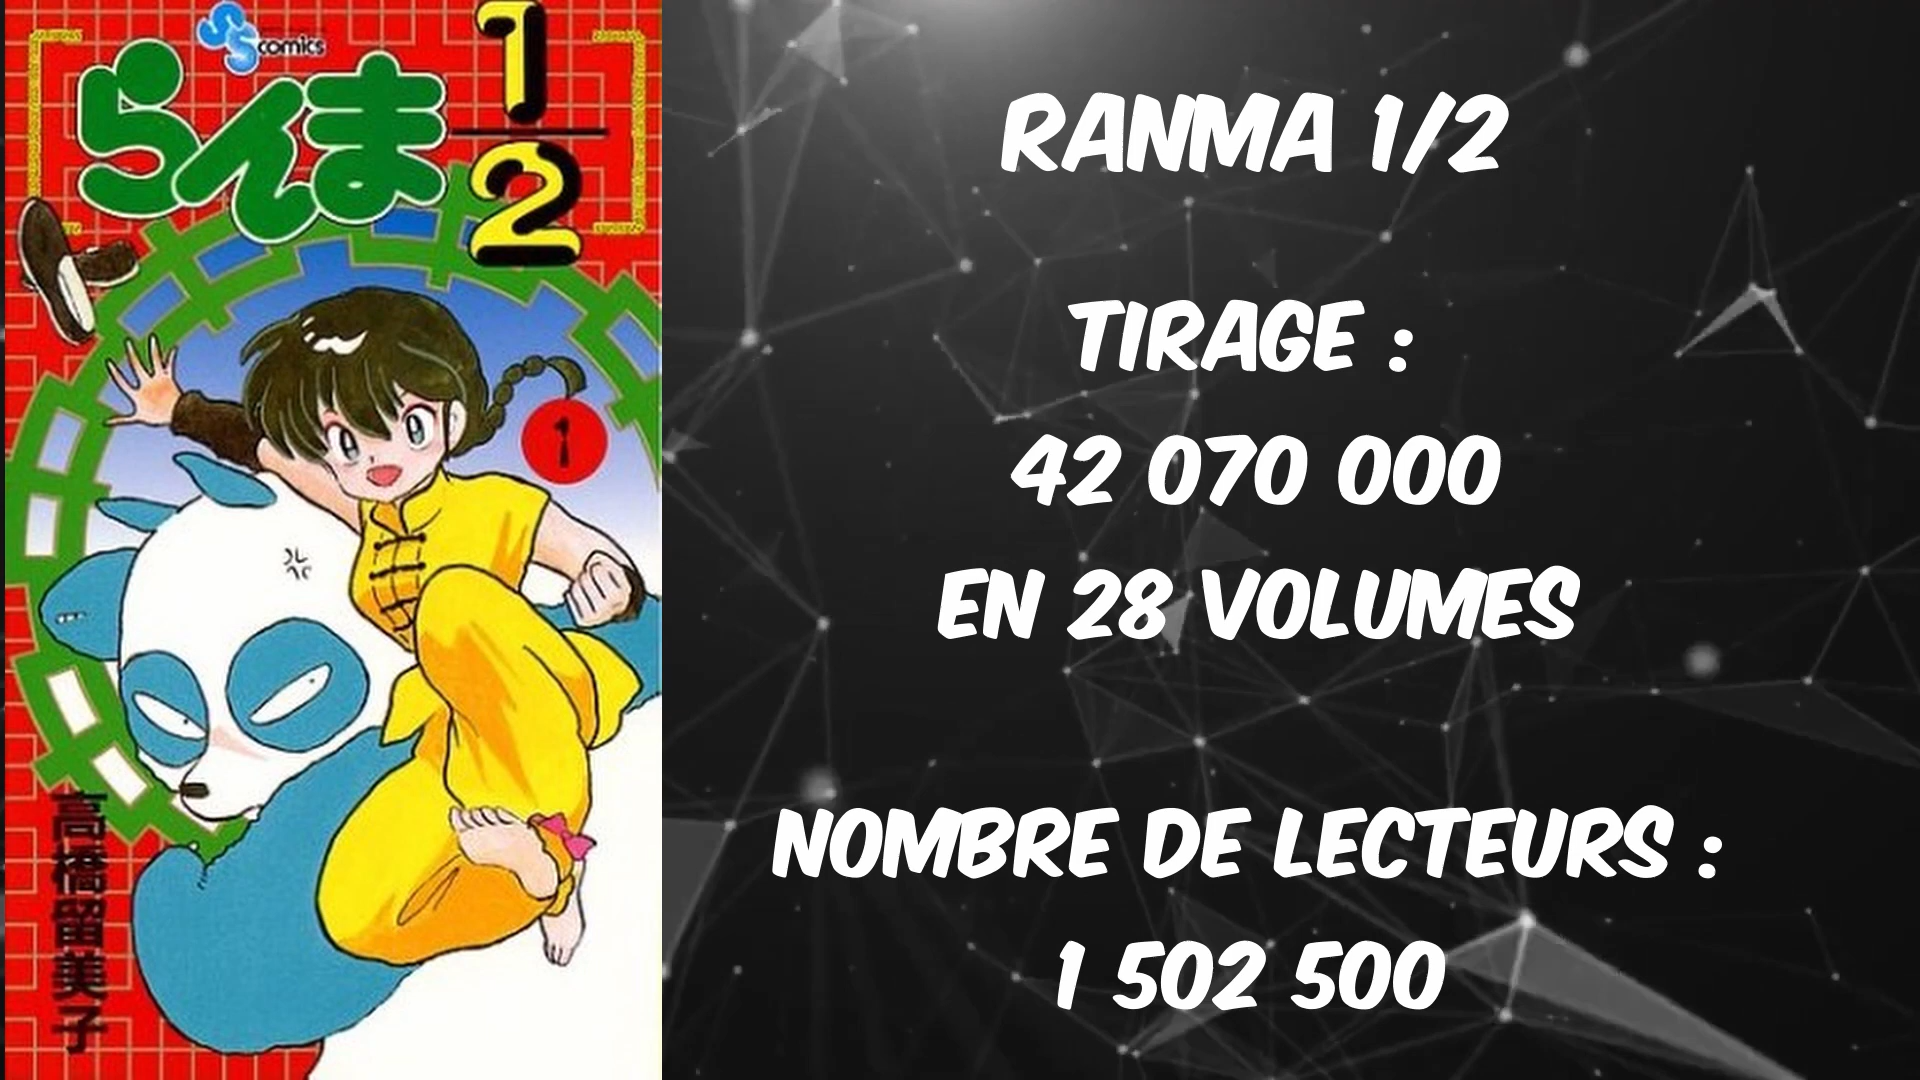 SS comics
らんま
1
2
1
高橋留美子
RANMA 1/2
TIRAGE :
42 070 000
EN 28 VOLUMES
NOMBRE DE LECTEURS :
1 502 500